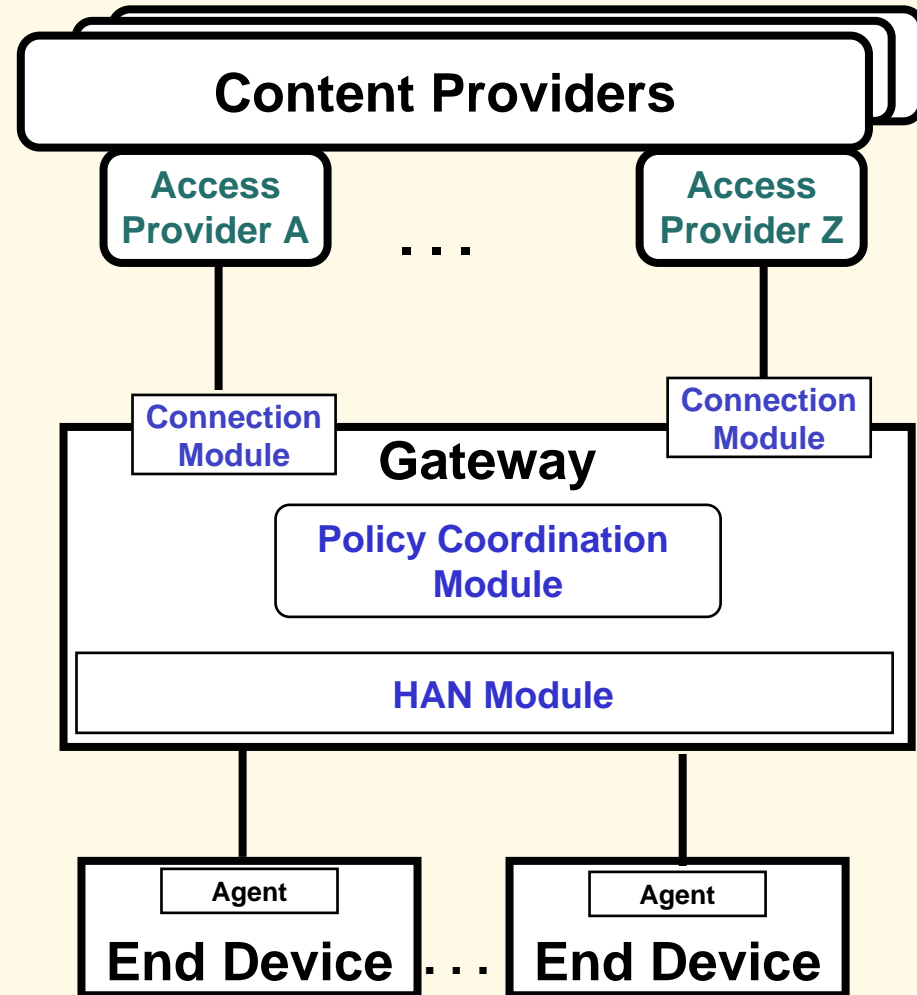 Content Providers
Access
Provider A
. . .
Access
Provider Z
Connection
Module
Connection
Module
Gateway
Policy Coordination
Module
HAN Module
Agent
End Device
. . .
Agent
End Device